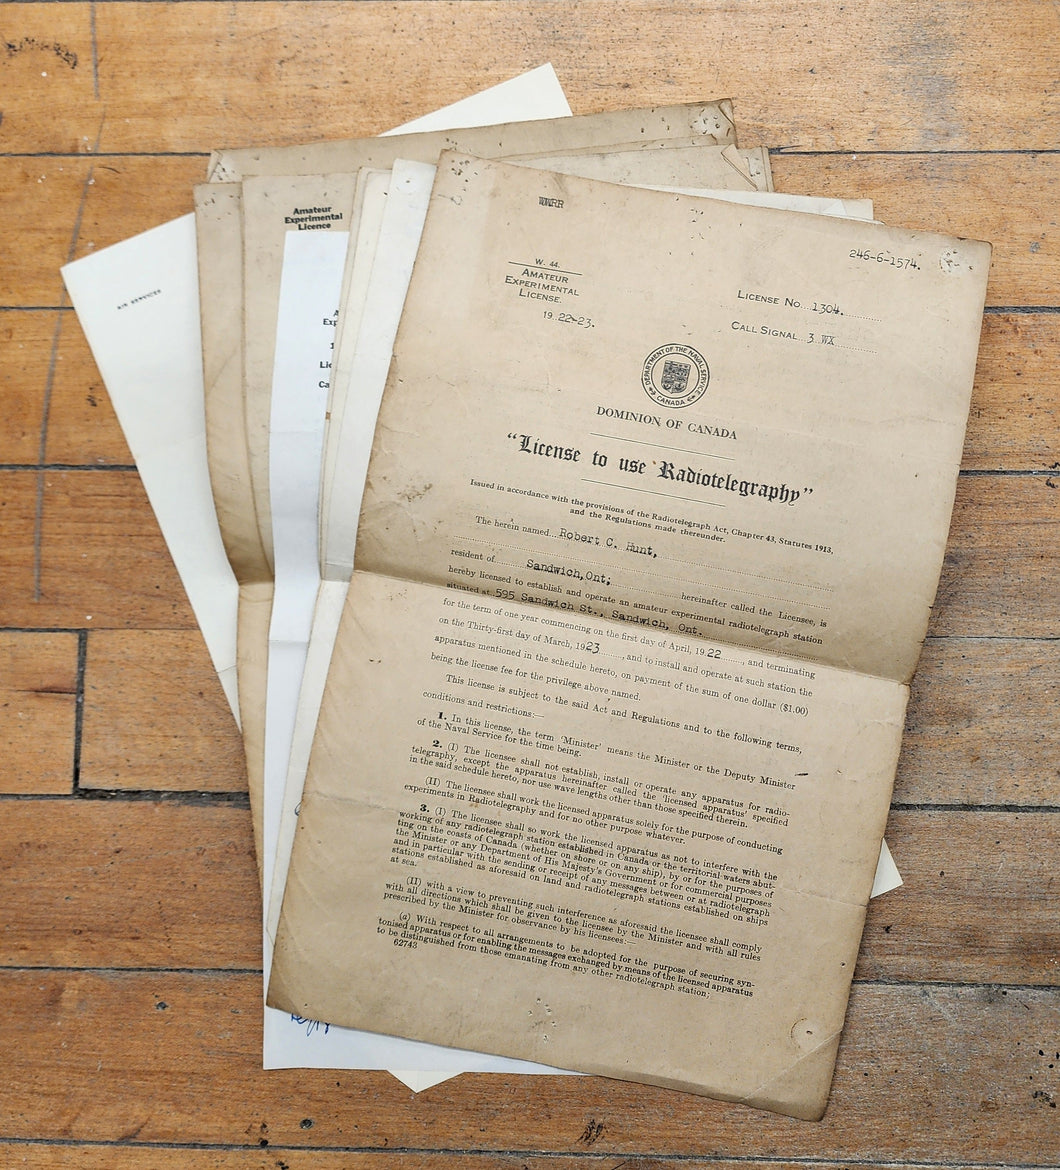 AIR SERVICES
Amateur
Experimental
Licence
A
Exp
1
Lic
Ca
246-6-1574.
W. 44.
AMATEUR
EXPERIMENTAL
LICENSE.
1922-23.
LICENSE NO. 1304.
CALL SIGNAL 3 WX
DEPARTMENT OF THE NAVAL SERVICE
CANADA
DOMINION OF CANADA
"License to use Radiotelegraphy"
Issued in accordance with the provisions of the Radiotelegraph Act, Chapter 43, Statutes 1913,
and the Regulations made thereunder.
The herein named Robert C. Hunt,
resident of Sandwich, Ont; hereinafter called the Licensee, is
hereby licensed to establish and operate an amateur experimental radiotelegraph station
situated at 595 Sandwich St., Sandwich, Ont.
for the term of one year commencing on the first day of April, 1922, and terminating
on the Thirty-first day of March, 1923, and to install and operate at such station the
apparatus mentioned in the schedule hereto, on payment of the sum of one dollar ($1.00)
being the license fee for the privilege above named.
This license is subject to the said Act and Regulations and to the following terms,
conditions and restrictions:—
1. In this license, the term 'Minister' means the Minister or the Deputy Minister
of the Naval Service for the time being.
2. (I) The licensee shall not establish, install or operate any apparatus for radio-
telegraphy, except the apparatus hereinafter called the 'licensed apparatus' specified
in the said schedule hereto, nor use wave lengths other than those specified therein.
(II) The licensee shall work the licensed apparatus solely for the purpose of conducting
experiments in Radiotelegraphy and for no other purpose whatever.
3. (I) The licensee shall so work the licensed apparatus as not to interfere with the
working of any radiotelegraph station established in Canada or the territorial waters abut-
ting on the coasts of Canada (whether on shore or on any ship), by or for the purposes of
the Minister or any Department of His Majesty's Government or for commercial purposes
and in particular with the sending or receipt of any messages between or at radiotelegraph
stations established as aforesaid on land and radiotelegraph stations established on ships
at sea.
(II) with a view to preventing such interference as aforesaid the licensee shall comply
with all directions which shall be given to the licensee by the Minister and with all rules
prescribed by the Minister for observance by his licensees:—
(a) With respect to all arrangements to be adopted for the purpose of securing syn-
tonised apparatus or for enabling the messages exchanged by means of the licensed apparatus
to be distinguished from those emanating from any other radiotelegraph station;
62743